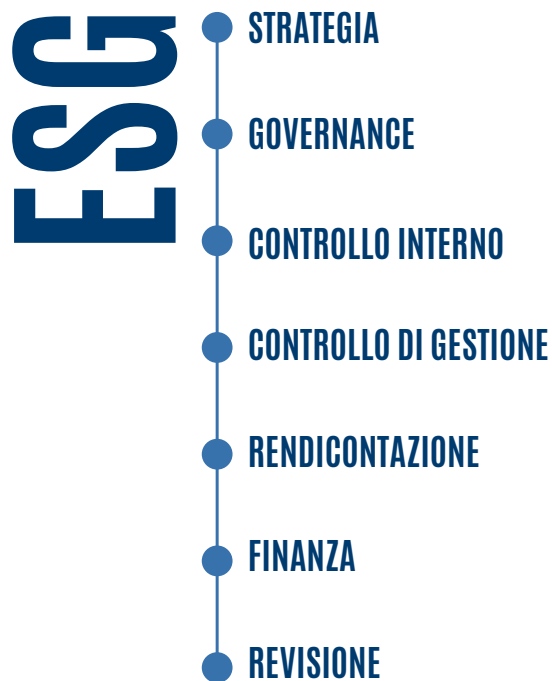 ESG
STRATEGIA
GOVERNANCE
CONTROLLO INTERNO
CONTROLLO DI GESTIONE
RENDICONTAZIONE
FINANZA
REVISIONE